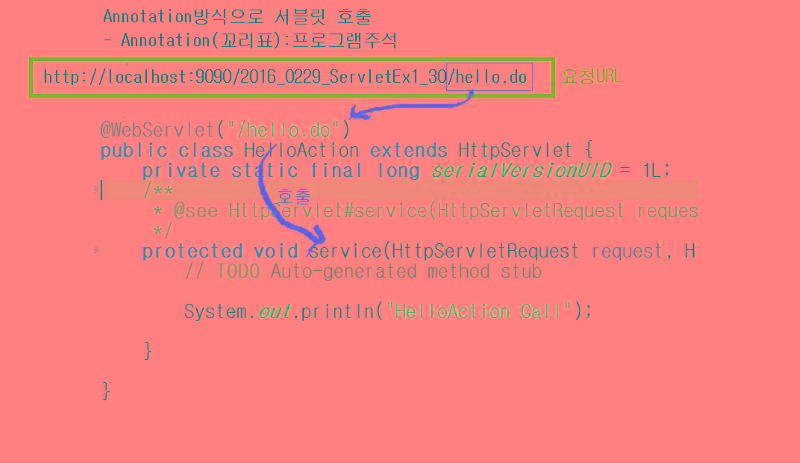 Annotation방식으로 서블릿 호출
- Annotation(꼬리표):프로그램주석
http://localhost:9090/2016_0229_ServletEx1_30/hello.do 요청URL
@WebServlet("/hello.do")
public class HelloAction extends HttpServlet {
private static final long serialVersionUID = 1L;
/**
호출
* @see HttpServlet#service(HttpServletRequest reques
*/
protected void service(HttpServletRequest request, H
// TODO Auto-generated method stub
System.out.println("HelloAction Call");
}
}